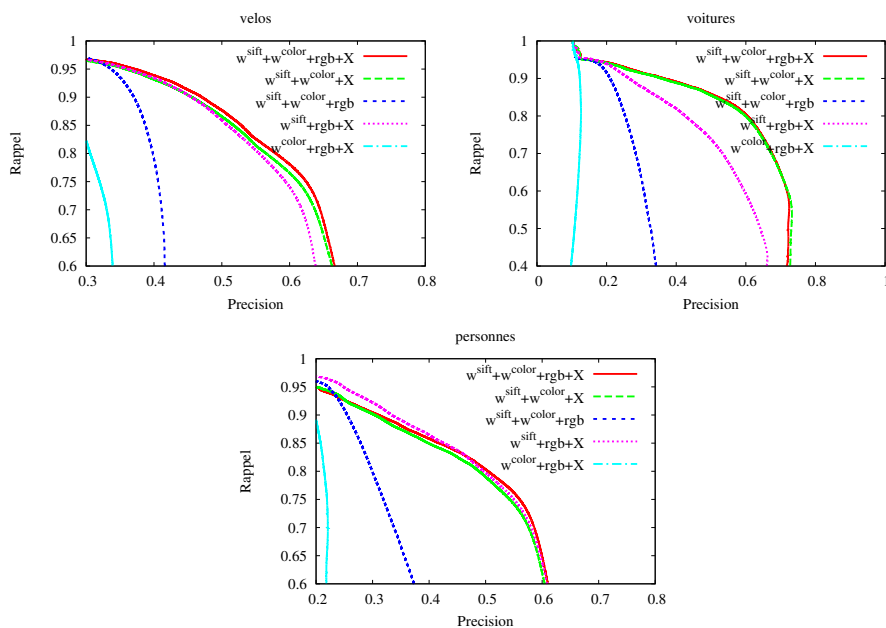 velos
1
0.95
0.9
0.85
0.8
0.75
0.7
0.65
0.6
0.3 0.4 0.5 0.6 0.7 0.8
Rappel
Precision
w^sift+w^color+rgb+X
w^sift+w^color+X
w^sift+w^color+rgb
w^sift+rgb+X
w^color+rgb+X
voitures
1
0.9
0.8
0.7
0.6
0.5
0.4
0 0.2 0.4 0.6 0.8 1
Rappel
Precision
w^sift+w^color+rgb+X
w^sift+w^color+X
w^sift+w^color+rgb
w^sift+rgb+X
w^color+rgb+X
personnes
1
0.95
0.9
0.85
0.8
0.75
0.7
0.65
0.6
0.2 0.3 0.4 0.5 0.6 0.7 0.8
Rappel
Precision
w^sift+w^color+rgb+X
w^sift+w^color+X
w^sift+w^color+rgb
w^sift+rgb+X
w^color+rgb+X